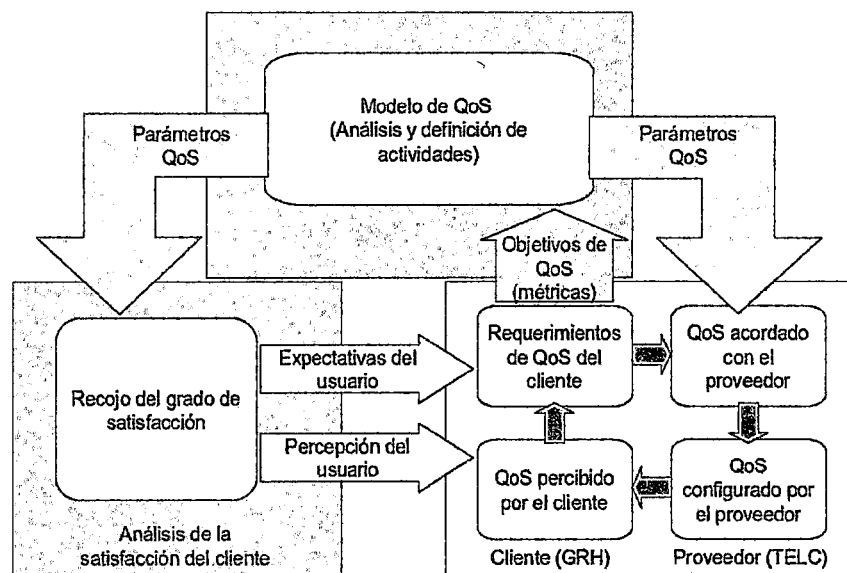 Modelo de QoS
(Análisis y definición de
actividades)
Parámetros
QoS
Parámetros
QoS
Objetivos de
QoS
(métricas)
Recojo del grado de
satisfacción
Expectativas del
usuario
Percepción del
usuario
Requerimientos
de QoS del
cliente
QoS acordado
con el
proveedor
QoS percibido
por el cliente
QoS
configurado por
el proveedor
Análisis de la
satisfacción del cliente
Cliente (GRH)
Proveedor (TELC)